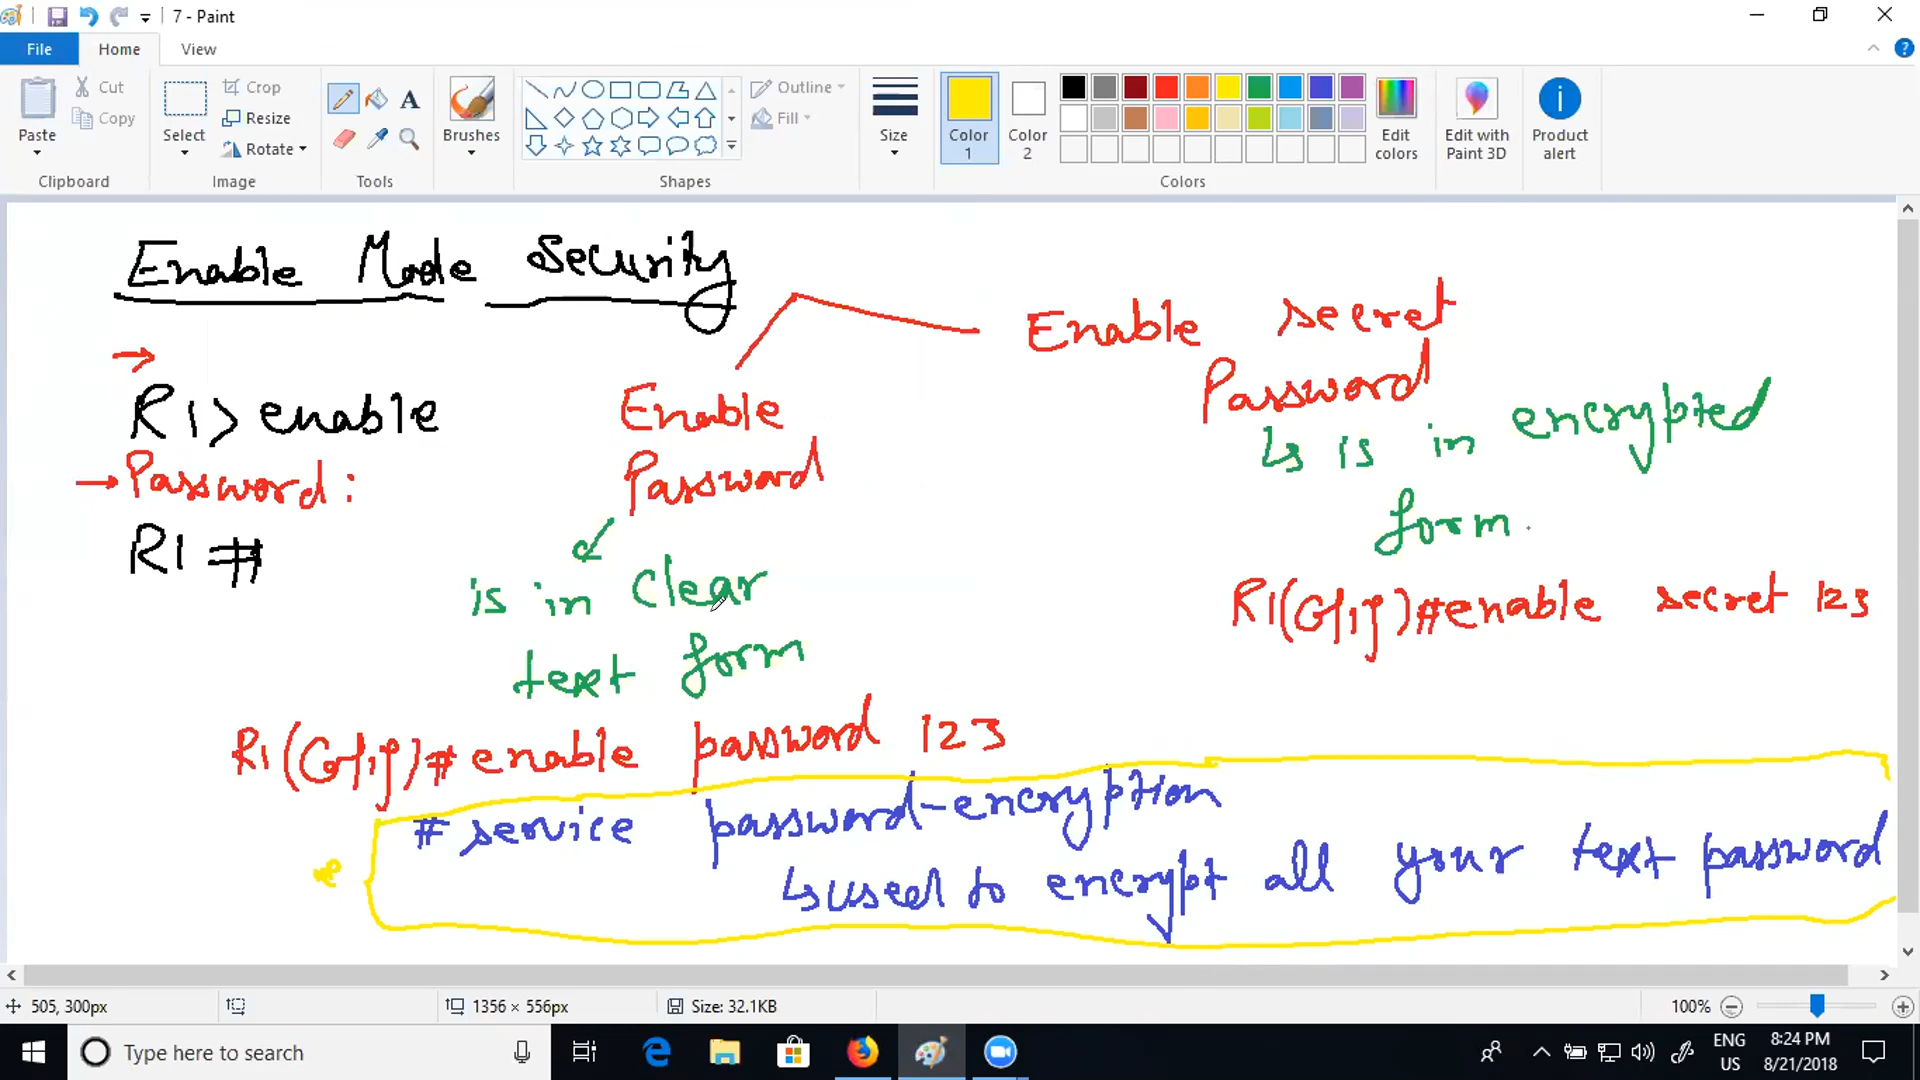 7 - Paint
File
Home
View
Paste
Cut
Copy
Clipboard
Select
Crop
Resize
Rotate
Image
Tools
Brushes
Shapes
Outline
Fill
Size
Color 1
Color 2
Edit colors
Colors
Edit with Paint 3D
Product alert
Enable Mode Security
R1> enable
Password:
R1 #
Enable
Password
is in Clear
text form
R1(Config)# enable password 123
Enable secret
Password
is in encrypted
form
R1(Config)#enable secret 123
# service password-encryption
used to encrypt all your text password
505, 300px
1356 × 556px
Size: 32.1KB
100%
Type here to search
ENG
US
8:24 PM
8/21/2018